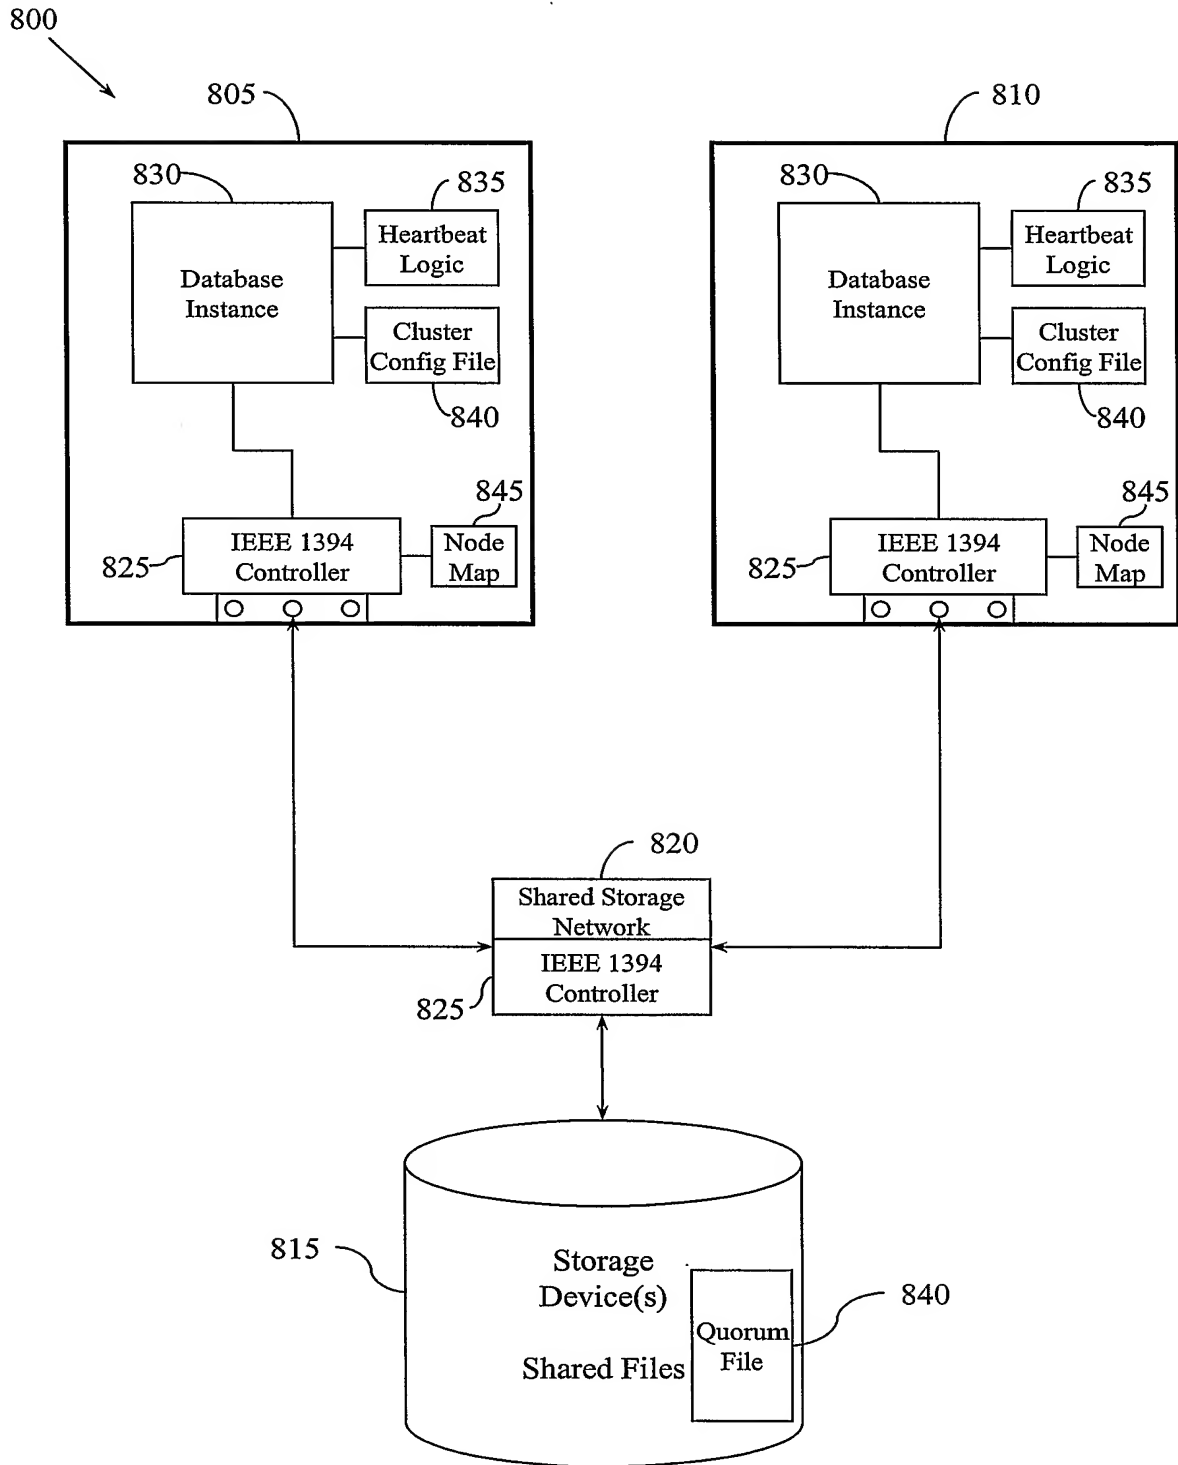 800
805
810
830
835
Heartbeat
Logic
Database
Instance
Cluster
Config File
840
845
IEEE 1394
Controller
825
Node
Map
830
835
Heartbeat
Logic
Database
Instance
Cluster
Config File
840
845
IEEE 1394
Controller
825
Node
Map
820
Shared Storage
Network
IEEE 1394
Controller
825
815
Storage
Device(s)
Shared Files
Quorum
File
840